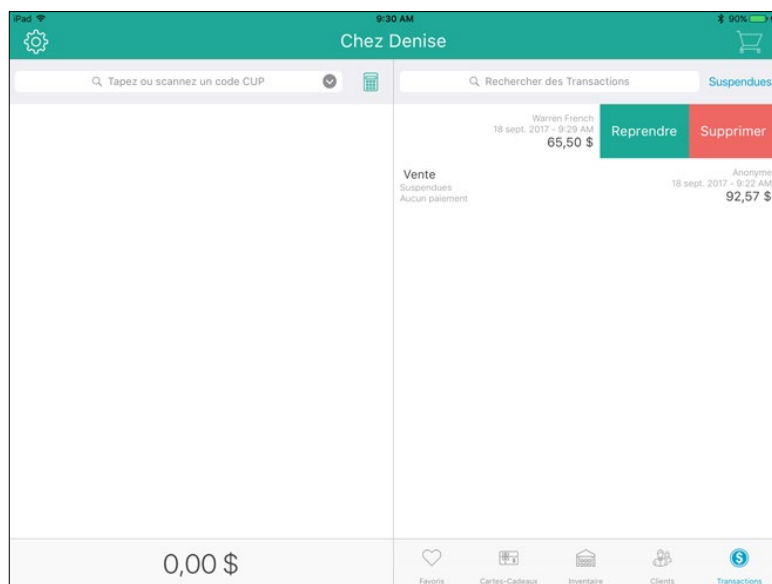 iPad 9:30 AM 90%
Chez Denise
Tapez ou scannez un code CUP
Rechercher des Transactions Suspendues
Warren French
18 sept. 2017 - 9:29 AM
65,50 $
Reprendre Supprimer
Vente
Suspendues
Aucun paiement
Anonyme
18 sept. 2017 - 9:22 AM
92,57 $
0,00 $
Favoris Cartes-Cadeaux Inventaire Clients Transactions